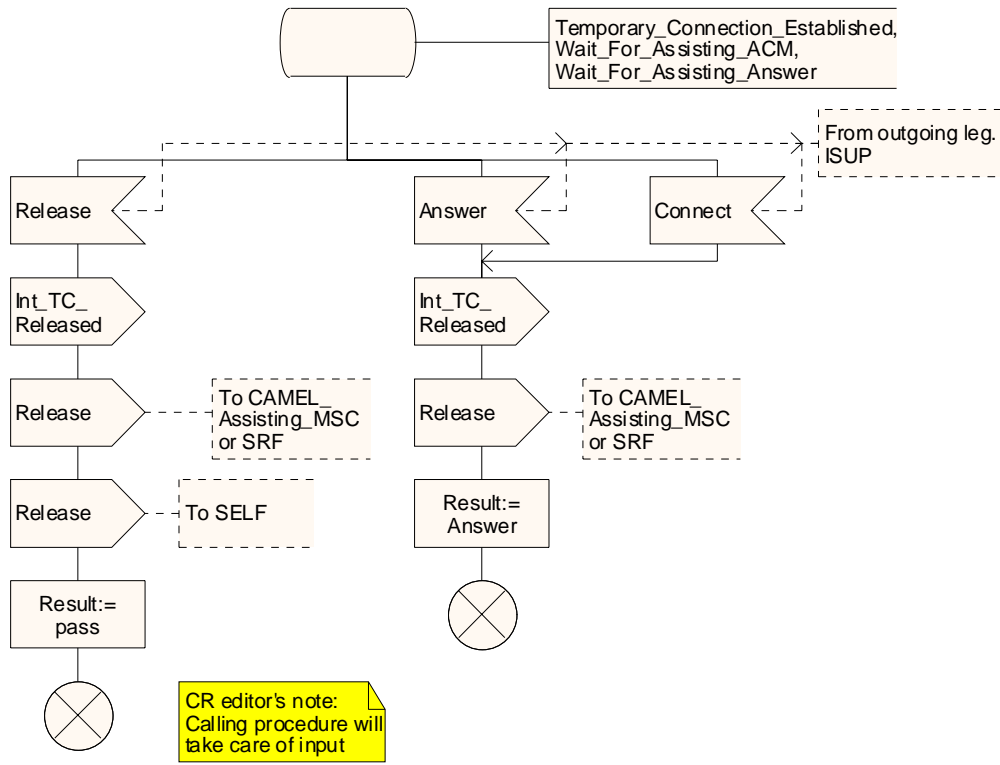 Temporary_Connection_Established,
Wait_For_Assisting_ACM,
Wait_For_Assisting_Answer
From outgoing leg.
ISUP
Release
Answer
Connect
Int_TC_
Released
Int_TC_
Released
Release
To CAMEL_
Assisting_MSC
or SRF
Release
To CAMEL_
Assisting_MSC
or SRF
Release
To SELF
Result:=
Answer
Result:=
pass
CR editor's note:
Calling procedure will
take care of input